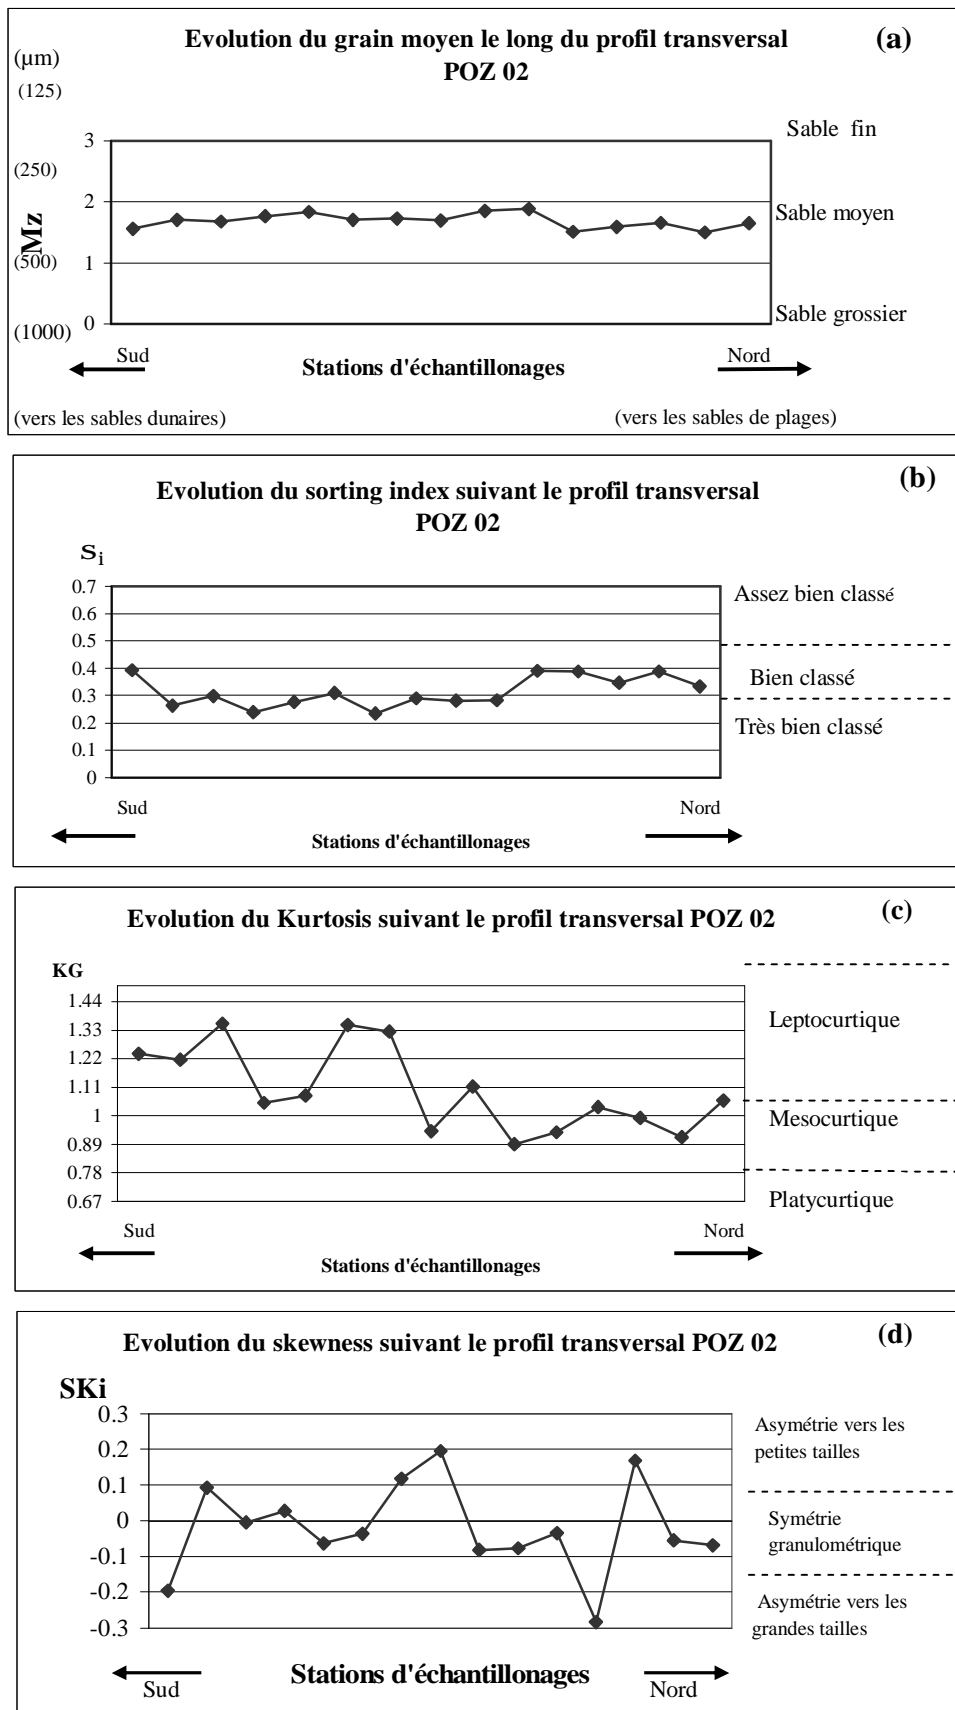 Evolution du grain moyen le long du profil transversal
POZ 02
(a)
(µm)
(125)
(250)
(500)
(1000)
Mz
3
2
1
0
Sable fin
Sable moyen
Sable grossier
Sud
Stations d'échantillonages
Nord
(vers les sables dunaires)
(vers les sables de plages)
Evolution du sorting index suivant le profil transversal
POZ 02
(b)
Si
0.7
0.6
0.5
0.4
0.3
0.2
0.1
0
Assez bien classé
Bien classé
Très bien classé
Sud
Nord
Stations d'échantillonages
Evolution du Kurtosis suivant le profil transversal POZ 02
(c)
KG
1.44
1.33
1.22
1.11
1
0.89
0.78
0.67
Leptocurtique
Mesocurtique
Platycurtique
Sud
Nord
Stations d'échantillonages
Evolution du skewness suivant le profil transversal POZ 02
(d)
SKi
0.3
0.2
0.1
0
-0.1
-0.2
-0.3
Asymétrie vers les
petites tailles
Symétrie
granulométrique
Asymétrie vers les
grandes tailles
Sud
Stations d'échantillonages
Nord